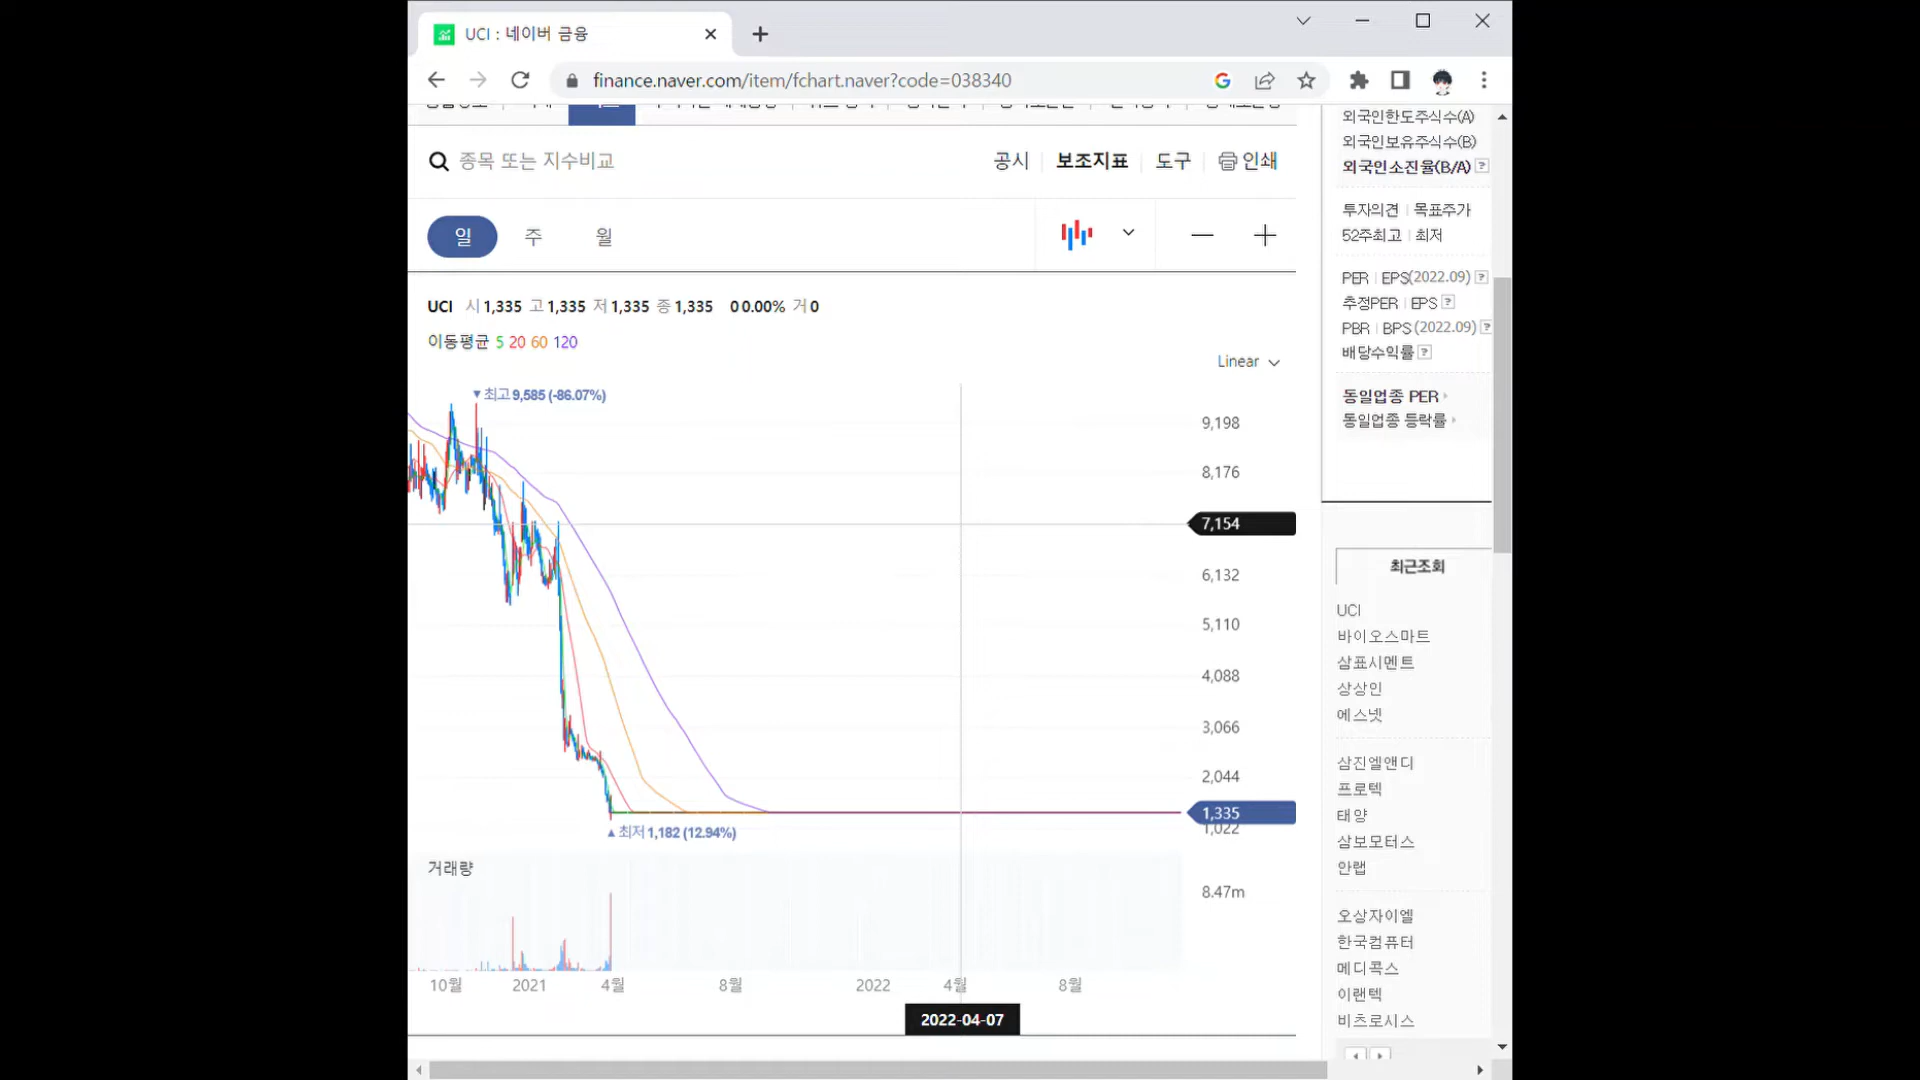 UCI : 네이버 금융
finance.naver.com/item/fchart.naver?code=038340
종목 또는 지수비교
공시 보조지표 도구 인쇄
일 주 월
UCI 시 1,335 고 1,335 저 1,335 종 1,335 0 0.00% 거 0
이동평균 5 20 60 120
Linear
최고 9,585 (-86.07%)
9,198
8,176
7,154
6,132
5,110
4,088
3,066
2,044
1,335
1,022
최저 1,182 (12.94%)
거래량
8.47m
10월 2021 4월 8월 2022 4월 8월
2022-04-07
외국인한도주식수(A)
외국인보유주식수(B)
외국인소진율(B/A) ?
투자의견 | 목표주가
52주최고 | 최저
PER | EPS(2022.09) ?
추정PER | EPS ?
PBR | BPS (2022.09) ?
배당수익률 ?
동일업종 PER
동일업종 등락률
최근조회
UCI
바이오스마트
삼표시멘트
상상인
에스넷
삼진엘앤디
프로텍
태양
삼보모터스
안랩
오상자이엘
한국컴퓨터
메디콕스
이랜텍
비츠로시스